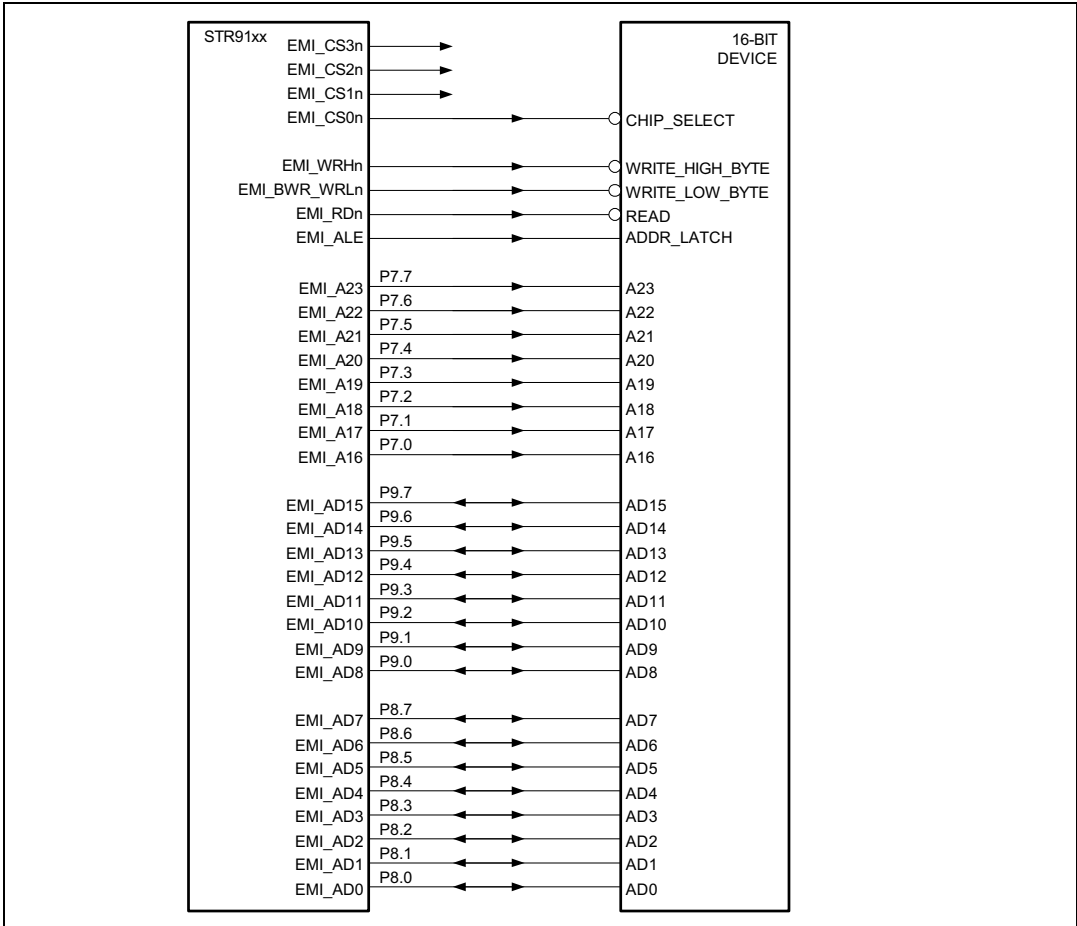 STR91xx
16-BIT
DEVICE
EMI_CS3n
EMI_CS2n
EMI_CS1n
EMI_CS0n CHIP_SELECT
EMI_WRHn WRITE_HIGH_BYTE
EMI_BWR_WRLn WRITE_LOW_BYTE
EMI_RDn READ
EMI_ALE ADDR_LATCH
EMI_A23 P7.7 A23
EMI_A22 P7.6 A22
EMI_A21 P7.5 A21
EMI_A20 P7.4 A20
EMI_A19 P7.3 A19
EMI_A18 P7.2 A18
EMI_A17 P7.1 A17
EMI_A16 P7.0 A16
EMI_AD15 P9.7 AD15
EMI_AD14 P9.6 AD14
EMI_AD13 P9.5 AD13
EMI_AD12 P9.4 AD12
EMI_AD11 P9.3 AD11
EMI_AD10 P9.2 AD10
EMI_AD9 P9.1 AD9
EMI_AD8 P9.0 AD8
EMI_AD7 P8.7 AD7
EMI_AD6 P8.6 AD6
EMI_AD5 P8.5 AD5
EMI_AD4 P8.4 AD4
EMI_AD3 P8.3 AD3
EMI_AD2 P8.2 AD2
EMI_AD1 P8.1 AD1
EMI_AD0 P8.0 AD0